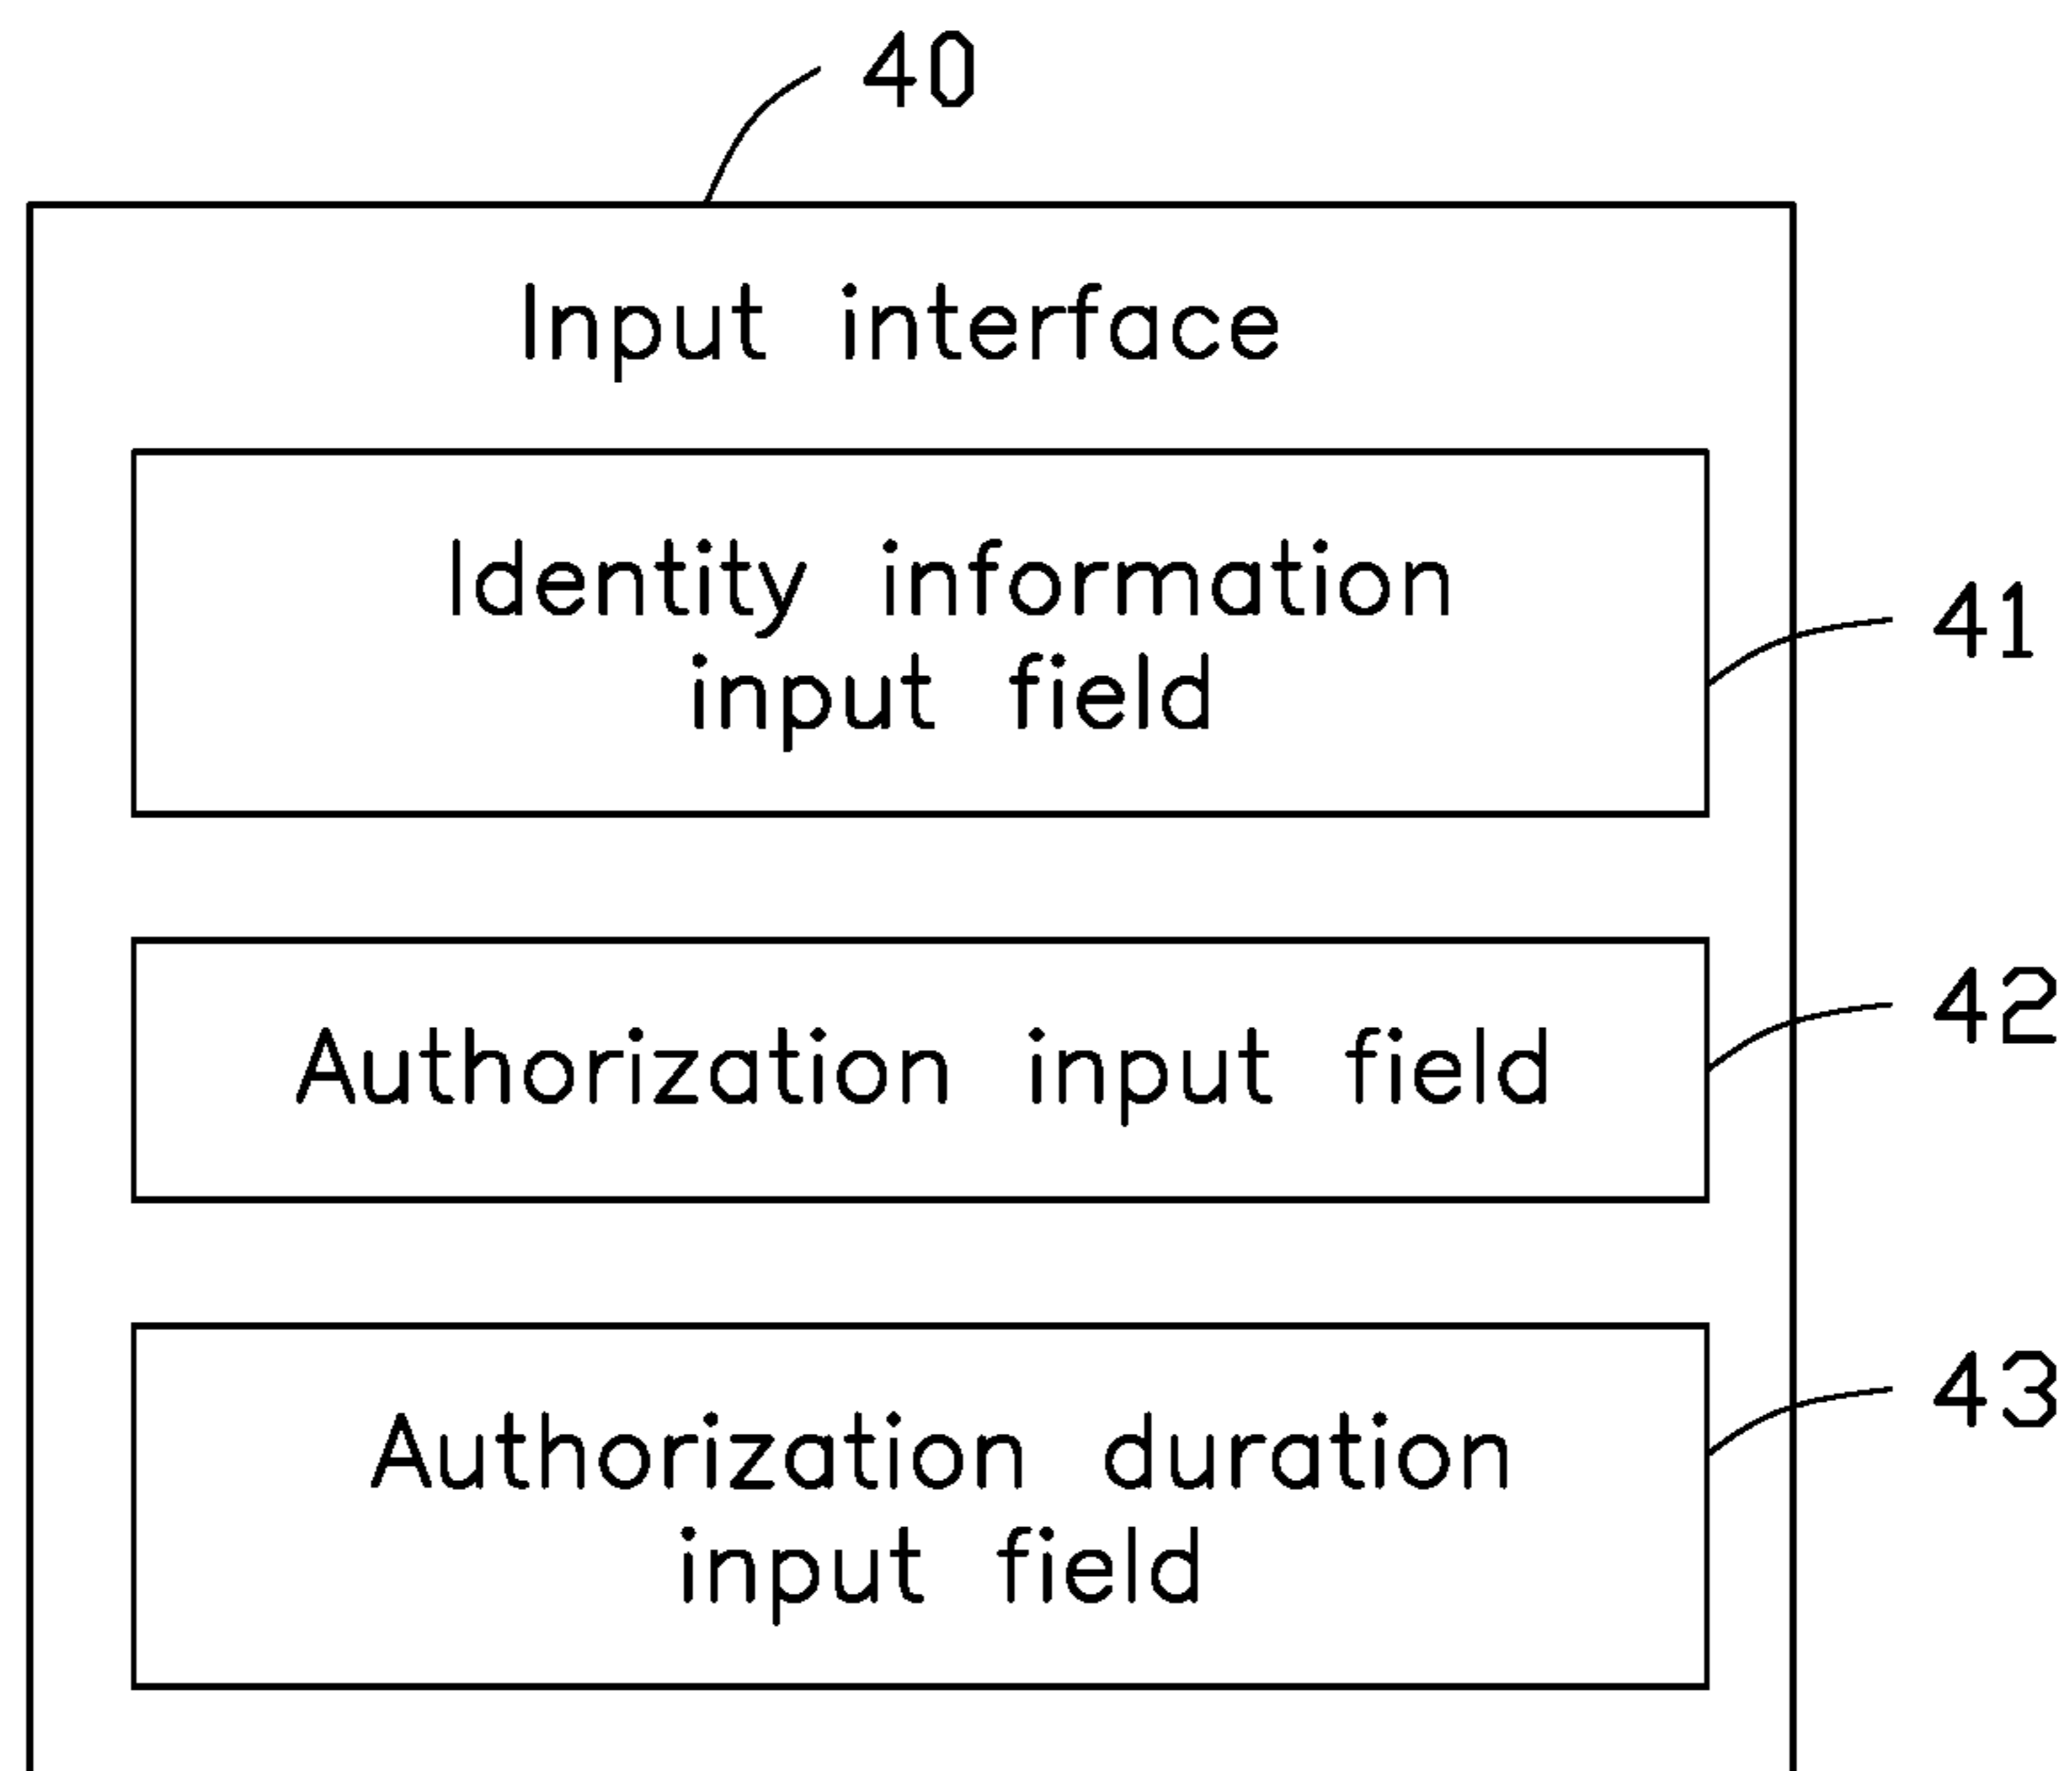 40
Input interface
Identity information
input field
41
Authorization input field
42
Authorization duration
input field
43